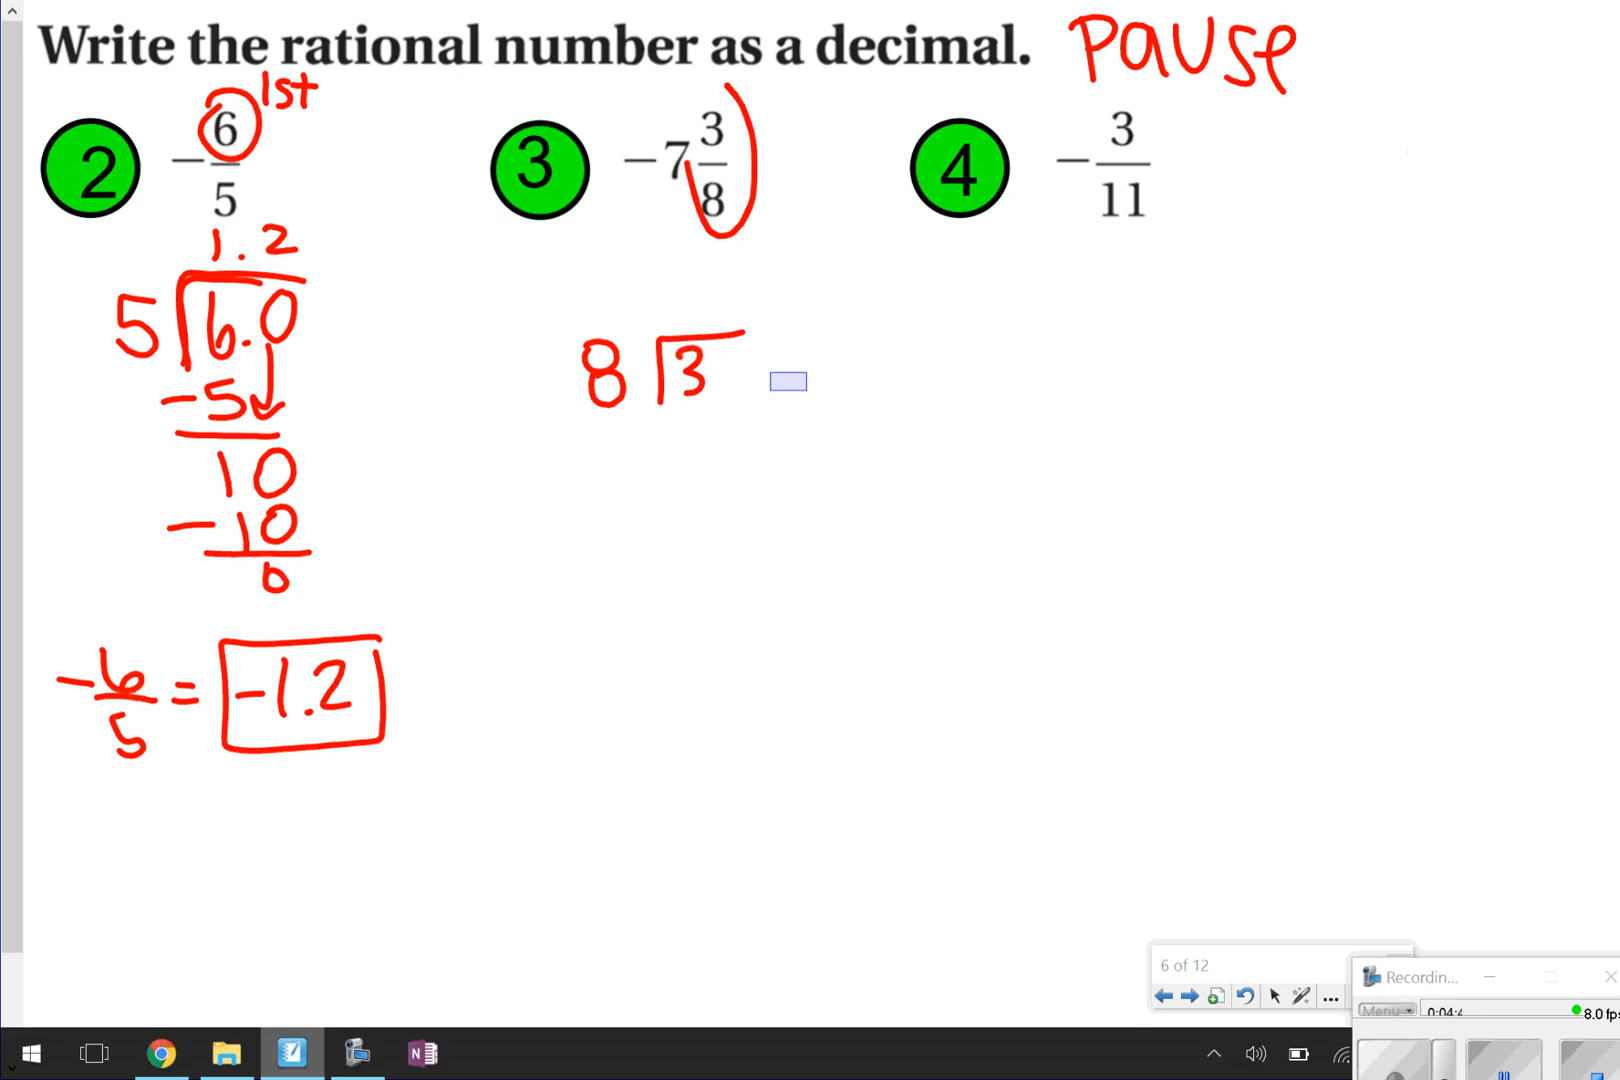 Write the rational number as a decimal. Pause
1st
2 -6/5
3 -7 3/8
4 -3/11
1.2
5 6.0
-5
10
-10
0
-6/5 = -1.2
8 3
6 of 12
Recordin...
Menu
8.0 fps